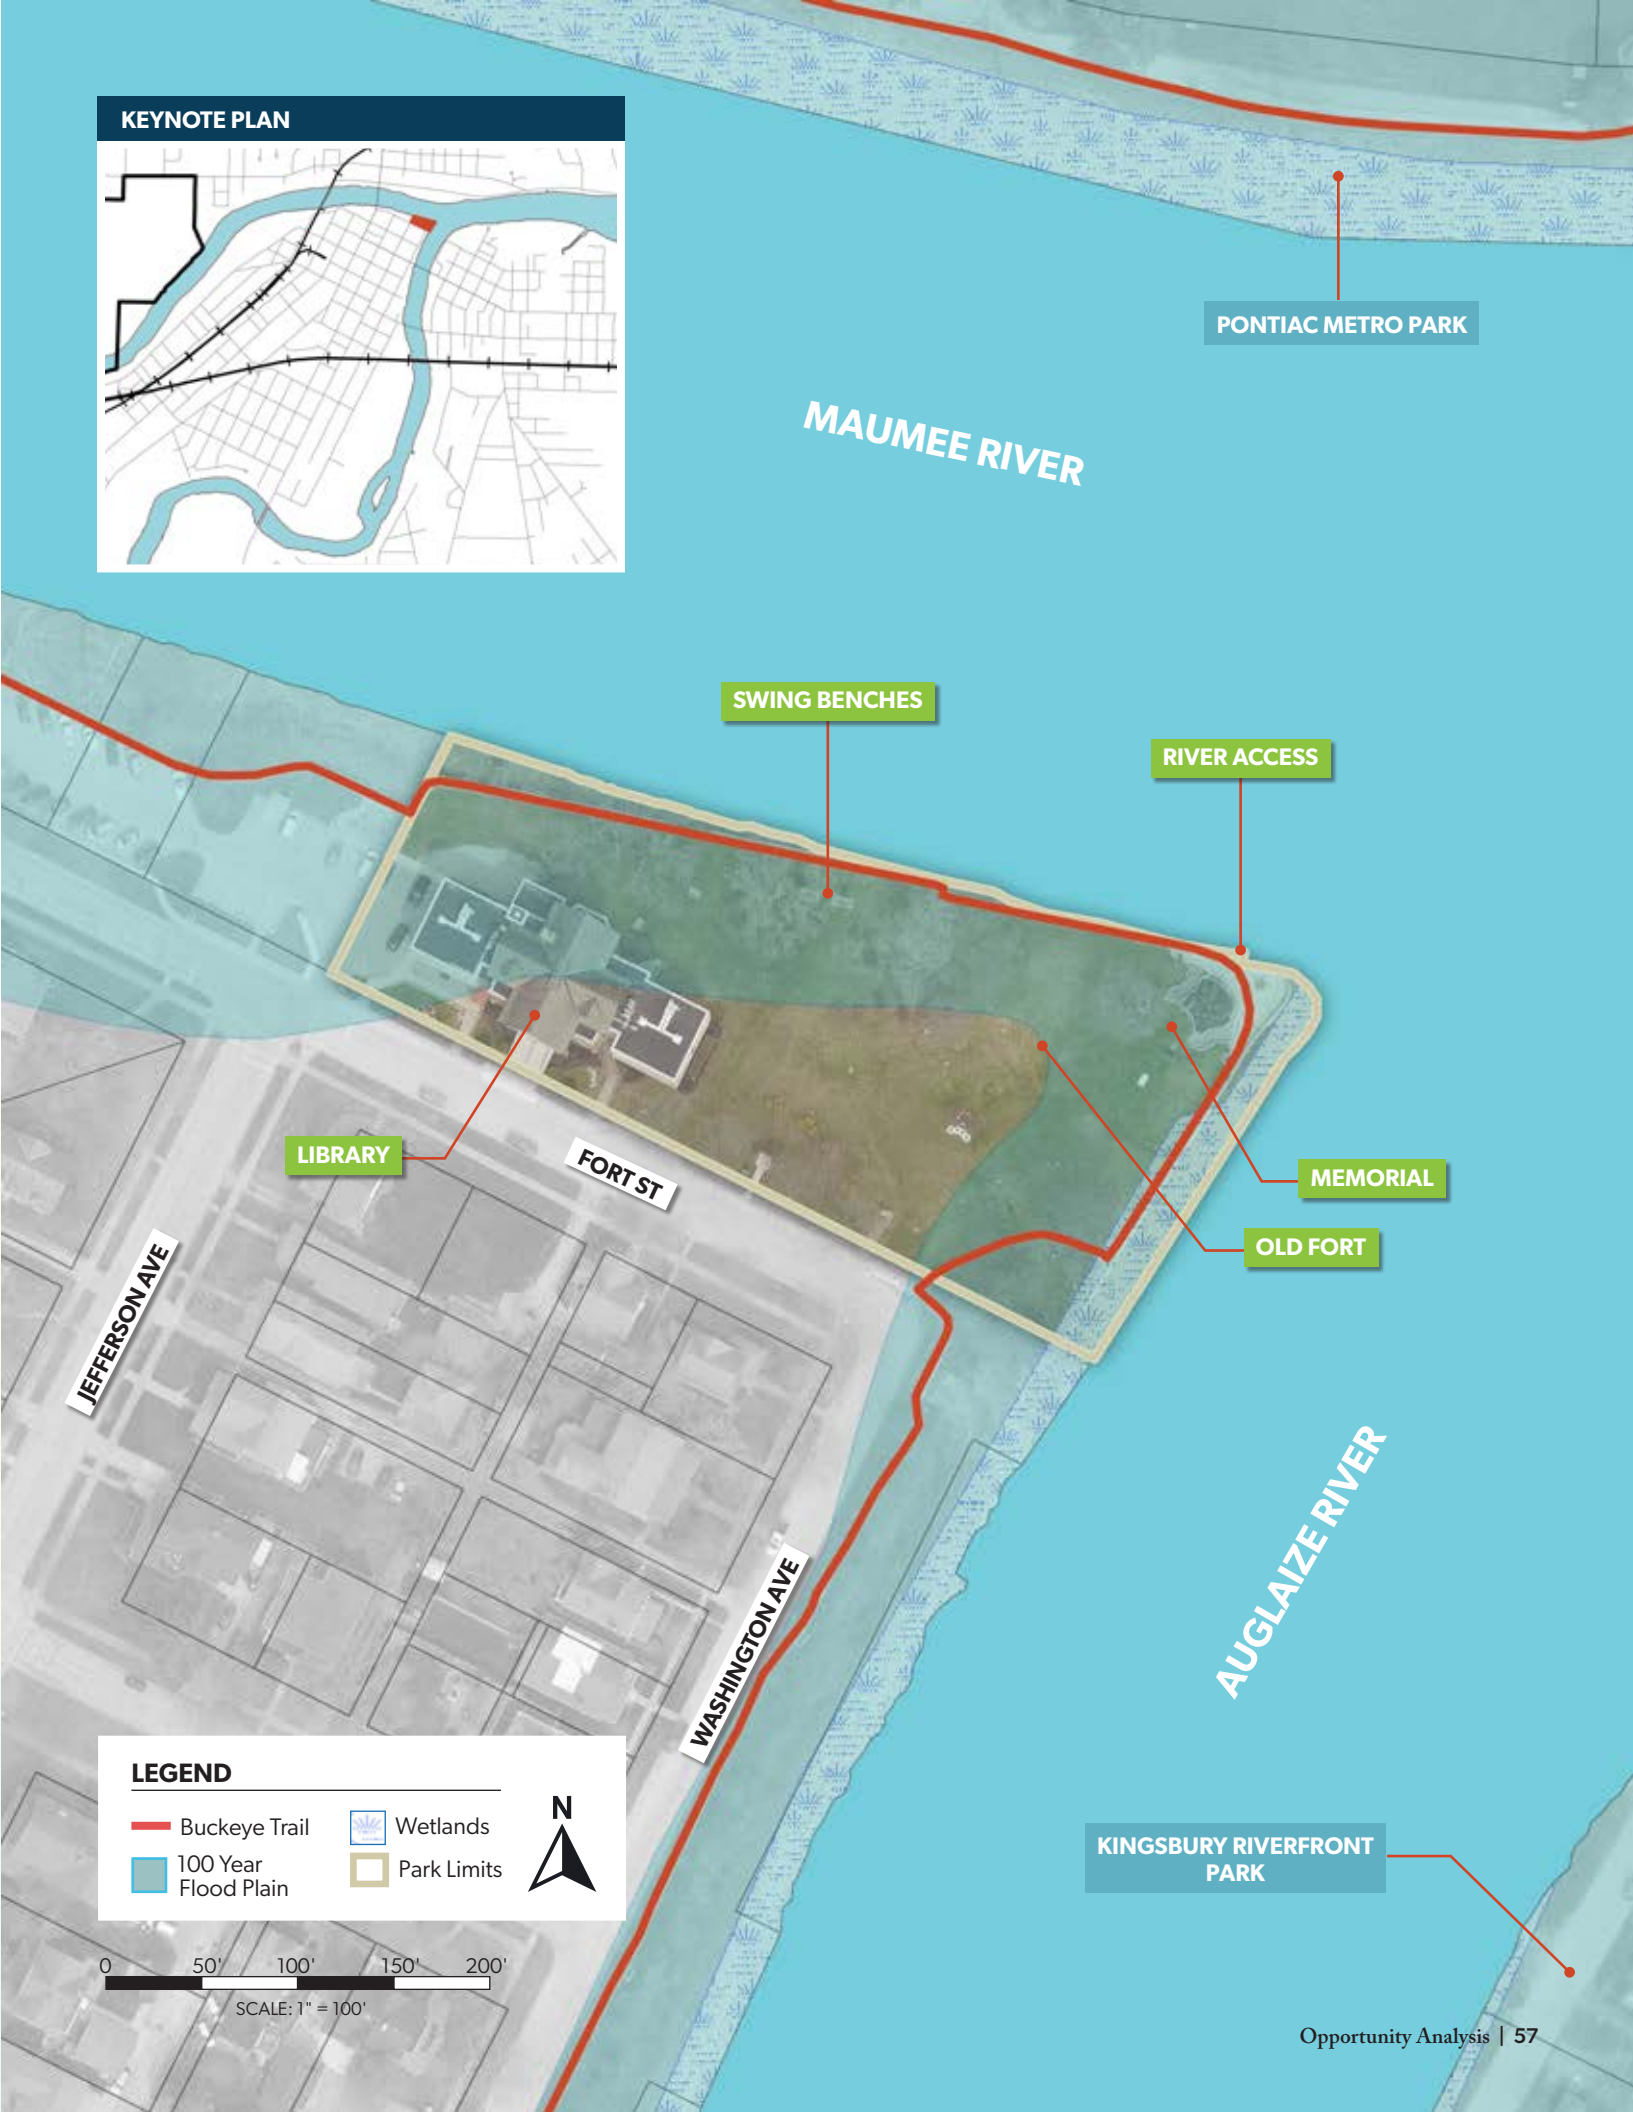 KEYNOTE PLAN
PONTIAC METRO PARK
MAUMEE RIVER
SWING BENCHES
RIVER ACCESS
LIBRARY
FORT ST
MEMORIAL
OLD FORT
JEFFERSON AVE
AUGLAIZE RIVER
WASHINGTON AVE
LEGEND
Buckeye Trail
Wetlands
100 Year
Flood Plain
Park Limits
N
KINGSBURY RIVERFRONT
PARK
0 50' 100' 150' 200'
SCALE: 1" = 100'
Opportunity Analysis | 57